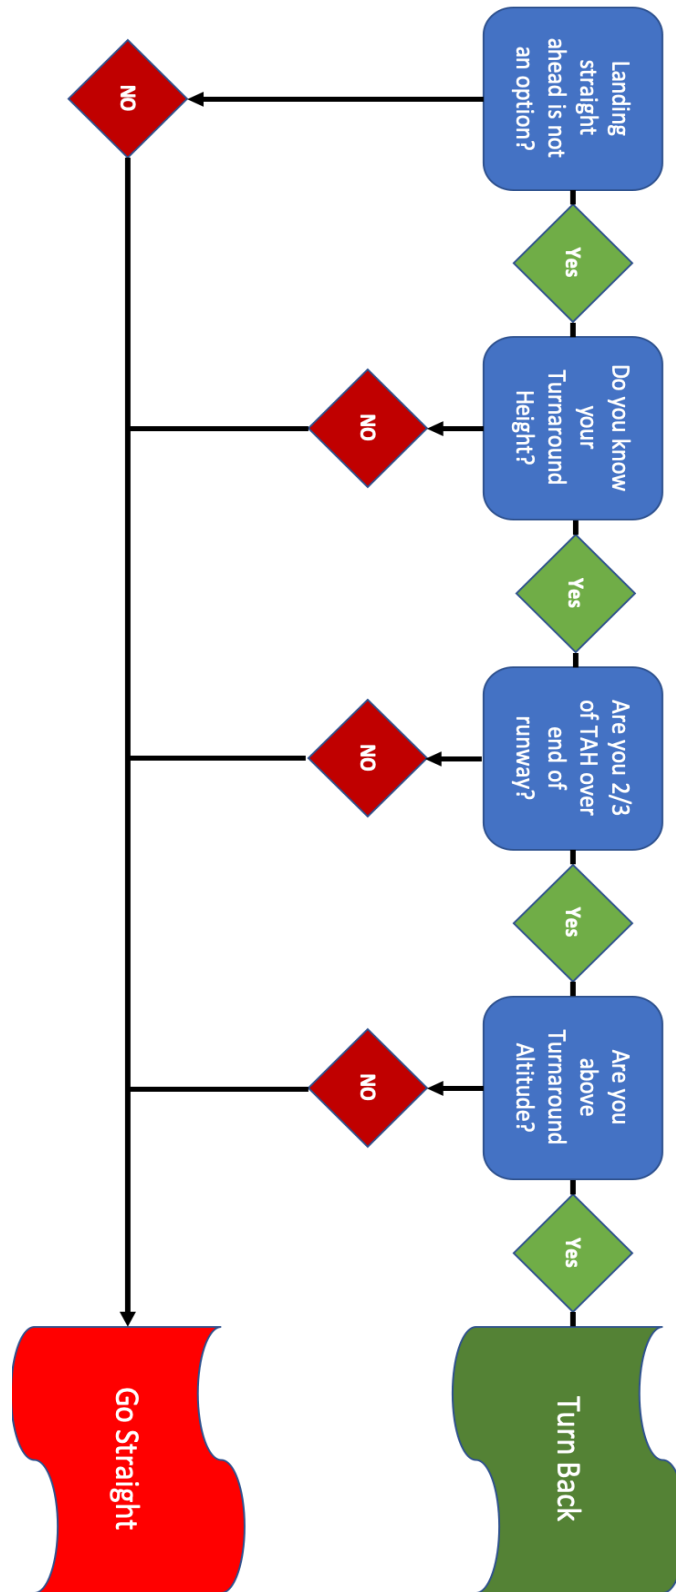 Landing
straight
ahead is not
an option?
Yes
NO
Do you know
your
Turnaround
Height?
Yes
NO
Are you 2/3
of TAH over
end of
runway?
Yes
NO
Are you
above
Turnaround
Altitude?
Yes
NO
Turn Back
Go Straight